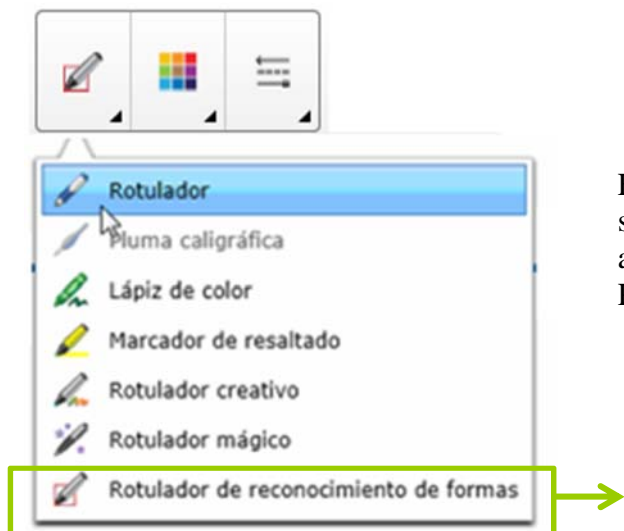 Rotulador
Pluma caligráfica
Lápiz de color
Marcador de resaltado
Rotulador creativo
Rotulador mágico
Rotulador de reconocimiento de formas